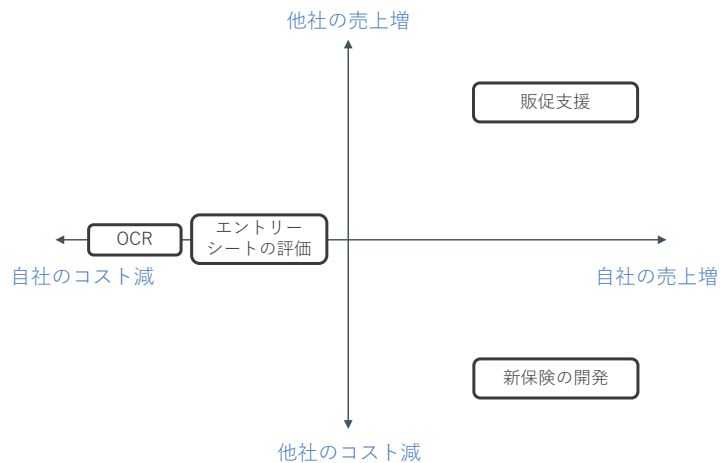 他社の売上増
販促支援
OCR
エントリー
シートの評価
自社のコスト減
自社の売上増
新保険の開発
他社のコスト減